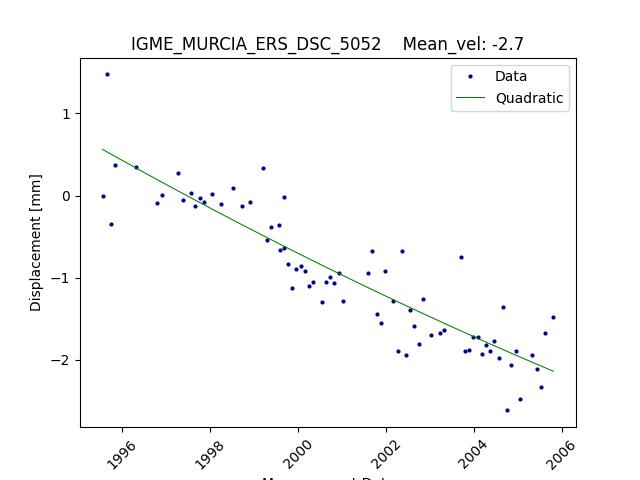 IGME_MURCIA_ERS_DSC_5052    Mean_vel: -2.7
Data
Quadratic
1
0
−1
−2
Displacement [mm]
1996
1998
2000
2002
2004
2006